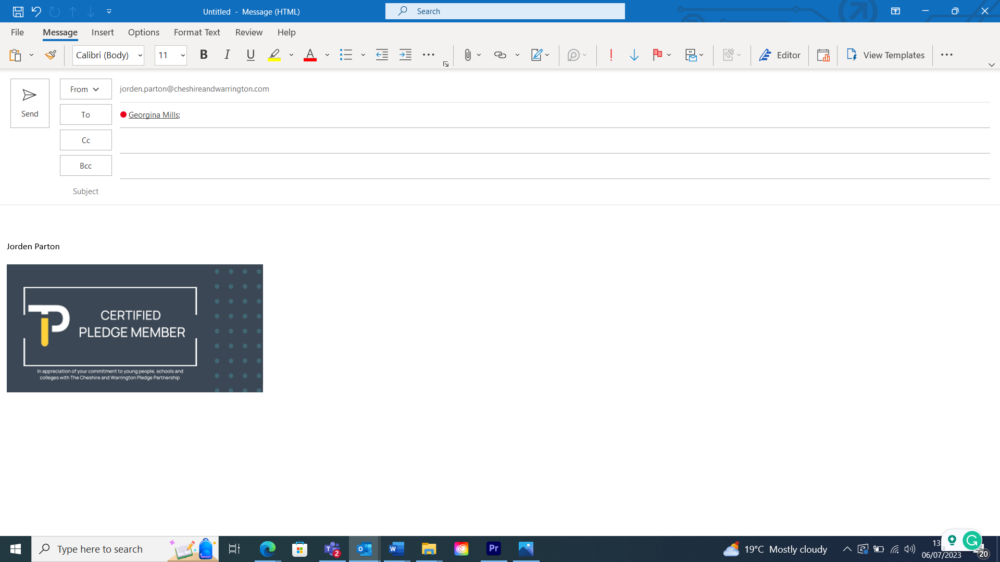 Untitled - Message (HTML)
Search
File Message Insert Options Format Text Review Help
Calibri (Body) 11 B I U A Editor View Templates
Send
From jorden.parton@cheshireandwarrington.com
To Georgina Mills;
Cc
Bcc
Subject
Jorden Parton
TP
CERTIFIED
PLEDGE MEMBER
In appreciation of your commitment to young people, schools and
colleges with The Cheshire and Warrington Pledge Partnership
Type here to search
2
Pr
19°C Mostly cloudy
06/07/2023
20